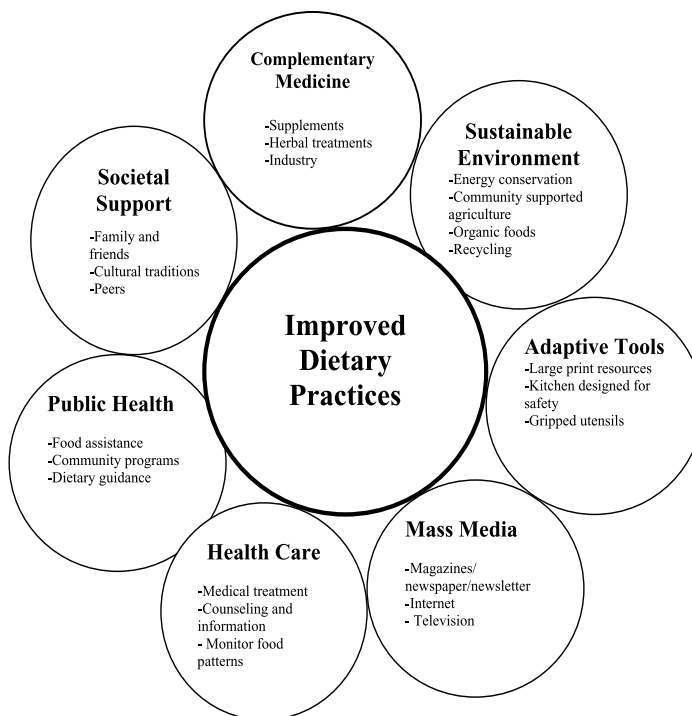 Complementary
Medicine
-Supplements
-Herbal treatments
-Industry
Sustainable
Environment
-Energy conservation
-Community supported
agriculture
-Organic foods
-Recycling
Societal
Support
-Family and
friends
-Cultural traditions
-Peers
Improved
Dietary
Practices
Adaptive Tools
-Large print resources
-Kitchen designed for
safety
-Gripped utensils
Public Health
-Food assistance
-Community programs
-Dietary guidance
Mass Media
-Magazines/
newspaper/newsletter
-Internet
- Television
Health Care
-Medical treatment
-Counseling and
information
- Monitor food
patterns